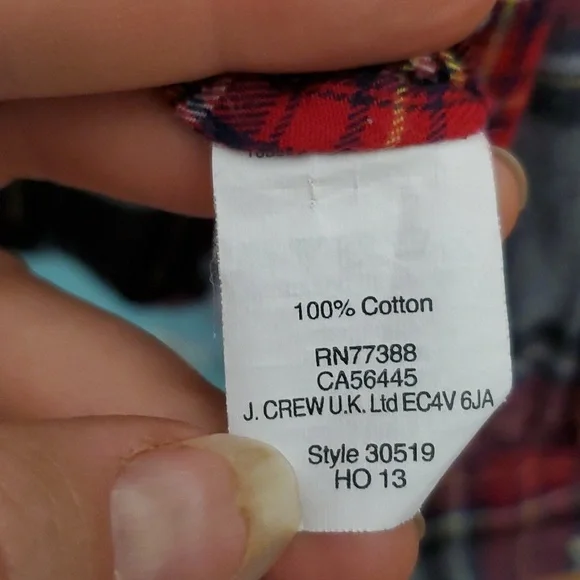 100% Cotton
RN77388
CA56445
J. CREW U.K. Ltd EC4V 6JA
Style 30519
HO 13